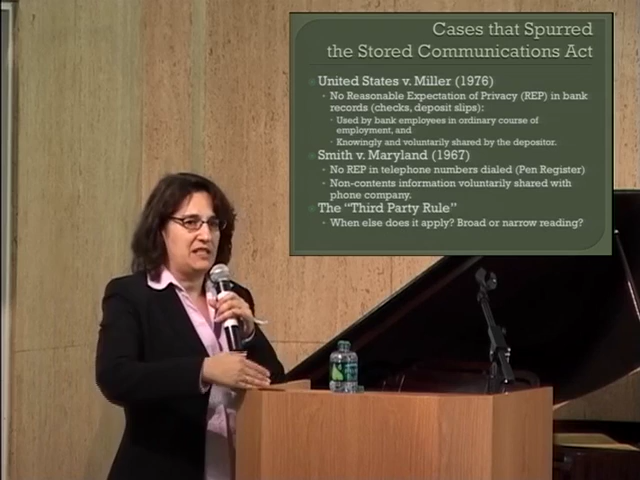 Cases that Spurred
the Stored Communications Act
United States v. Miller (1976)
No Reasonable Expectation of Privacy (REP) in bank
records (checks, deposit slips):
Used by bank employees in ordinary course of
employment, and
Knowingly and voluntarily shared by the depositor.
Smith v. Maryland (1967)
No REP in telephone numbers dialed (Pen Register)
Non-contents information voluntarily shared with
phone company.
The "Third Party Rule"
When else does it apply? Broad or narrow reading?